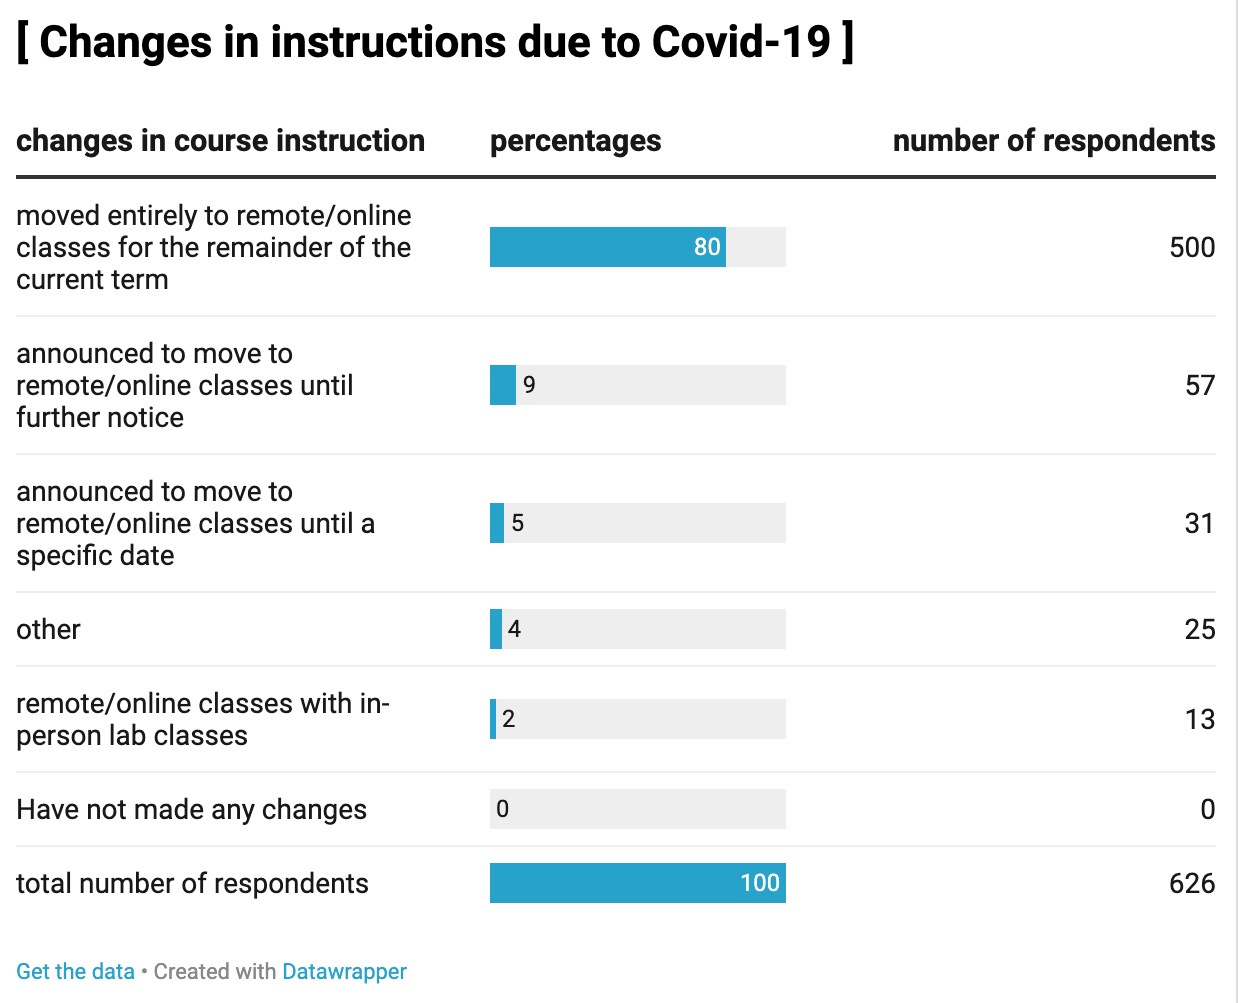 [ Changes in instructions due to Covid-19 ]
changes in course instruction percentages number of respondents
moved entirely to remote/online
classes for the remainder of the
current term
80 500
announced to move to
remote/online classes until
further notice
9 57
announced to move to
remote/online classes until a
specific date
5 31
other 4 25
remote/online classes with in-
person lab classes
2 13
Have not made any changes 0 0
total number of respondents 100 626
Get the data • Created with Datawrapper